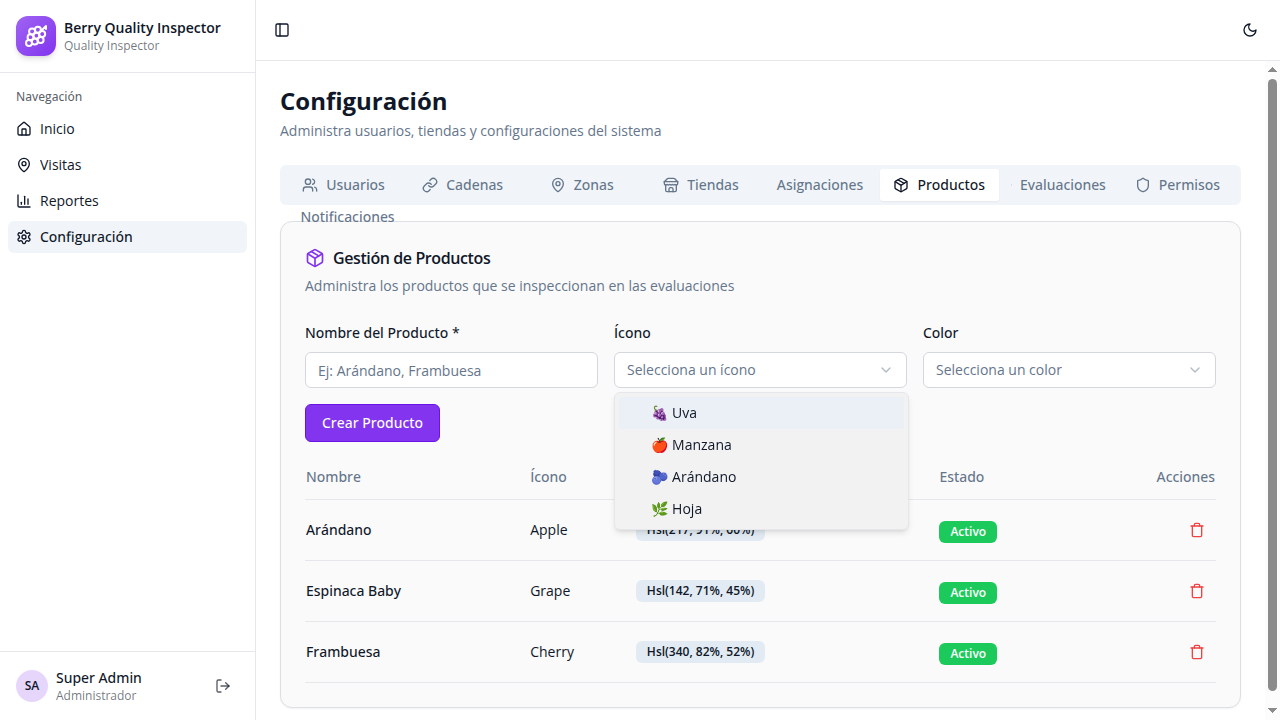 Berry Quality Inspector
Quality Inspector
Navegación
Inicio
Visitas
Reportes
Configuración
Super Admin
Administrador
SA
Configuración
Administra usuarios, tiendas y configuraciones del sistema
Usuarios Cadenas Zonas Tiendas Asignaciones Productos Evaluaciones Permisos
Notificaciones
Gestión de Productos
Administra los productos que se inspeccionan en las evaluaciones
Nombre del Producto * Ícono Color
Ej: Arándano, Frambuesa Selecciona un ícono Selecciona un color
Crear Producto
🍇 Uva
🍎 Manzana
🫐 Arándano
🌿 Hoja
Nombre Ícono Estado Acciones
Arándano Apple Hsl(217, 91%, 60%) Activo
Espinaca Baby Grape Hsl(142, 71%, 45%) Activo
Frambuesa Cherry Hsl(340, 82%, 52%) Activo